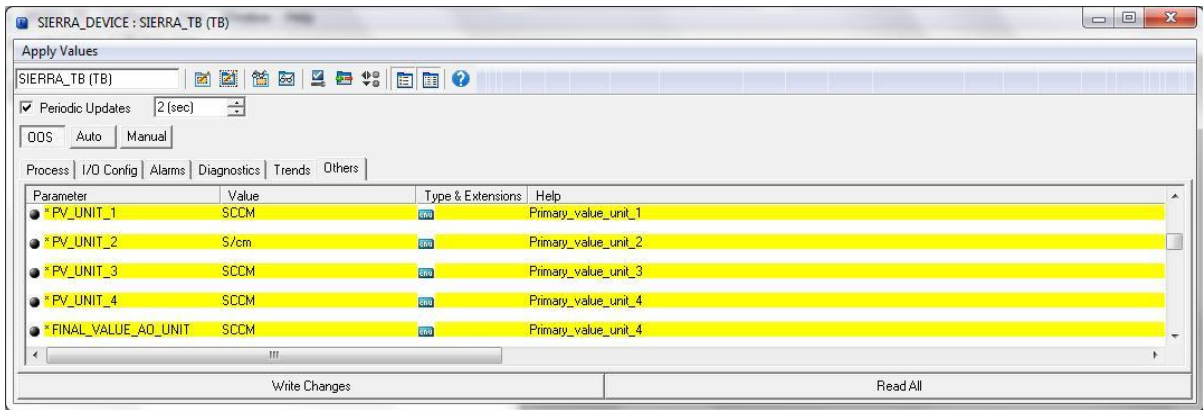 SIERRA_DEVICE : SIERRA_TB (TB)
Apply Values
SIERRA_TB (TB)
Periodic Updates 2 (sec)
OOS Auto Manual
Process I/O Config Alarms Diagnostics Trends Others
Parameter Value Type & Extensions Help
* PV_UNIT_1 SCCM Primary_value_unit_1
* PV_UNIT_2 S/cm Primary_value_unit_2
* PV_UNIT_3 SCCM Primary_value_unit_3
* PV_UNIT_4 SCCM Primary_value_unit_4
* FINAL_VALUE_AO_UNIT SCCM Primary_value_unit_4
Write Changes Read All